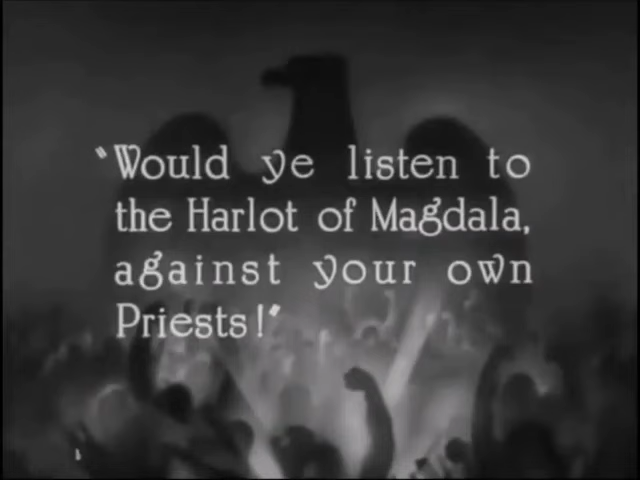 "Would ye listen to
the Harlot of Magdala,
against your own
Priests!"